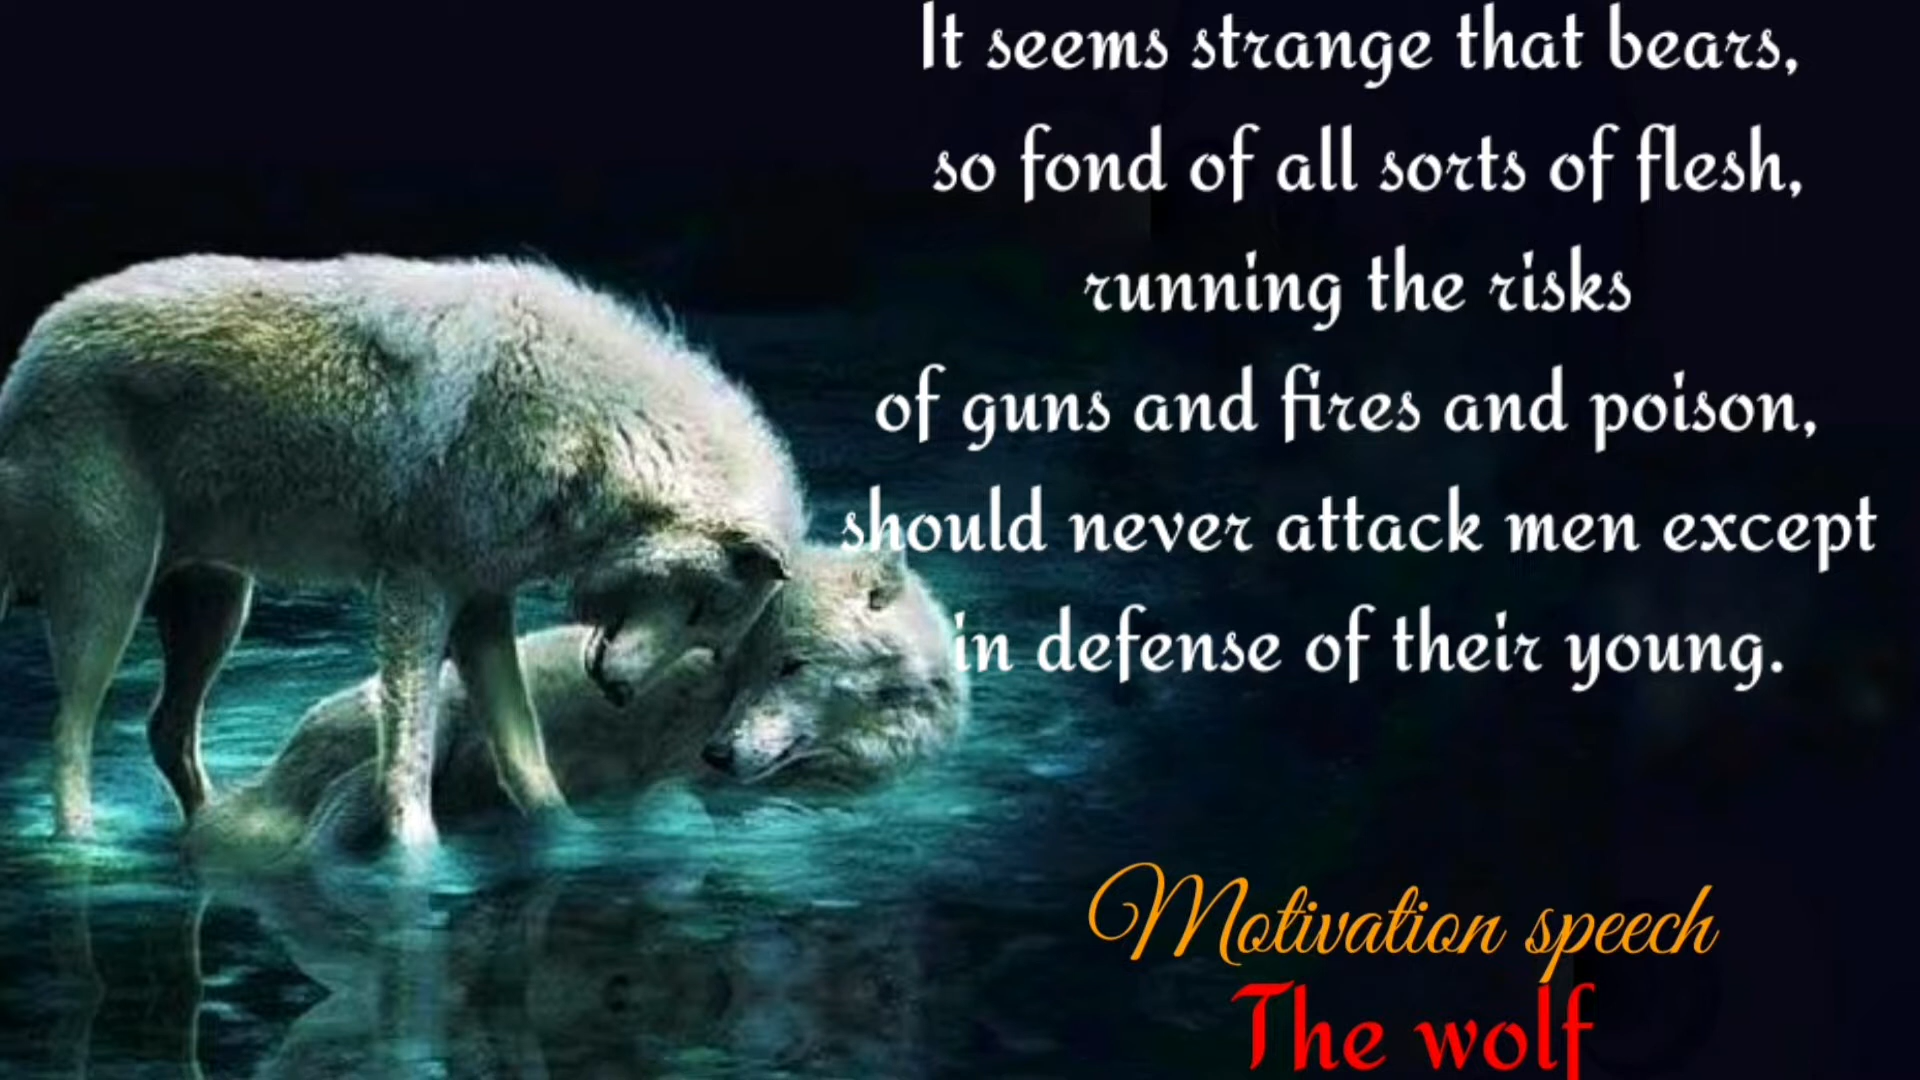 It seems strange that bears,
so fond of all sorts of flesh,
running the risks
of guns and fires and poison,
should never attack men except
in defense of their young.
Motivation speech
The wolf